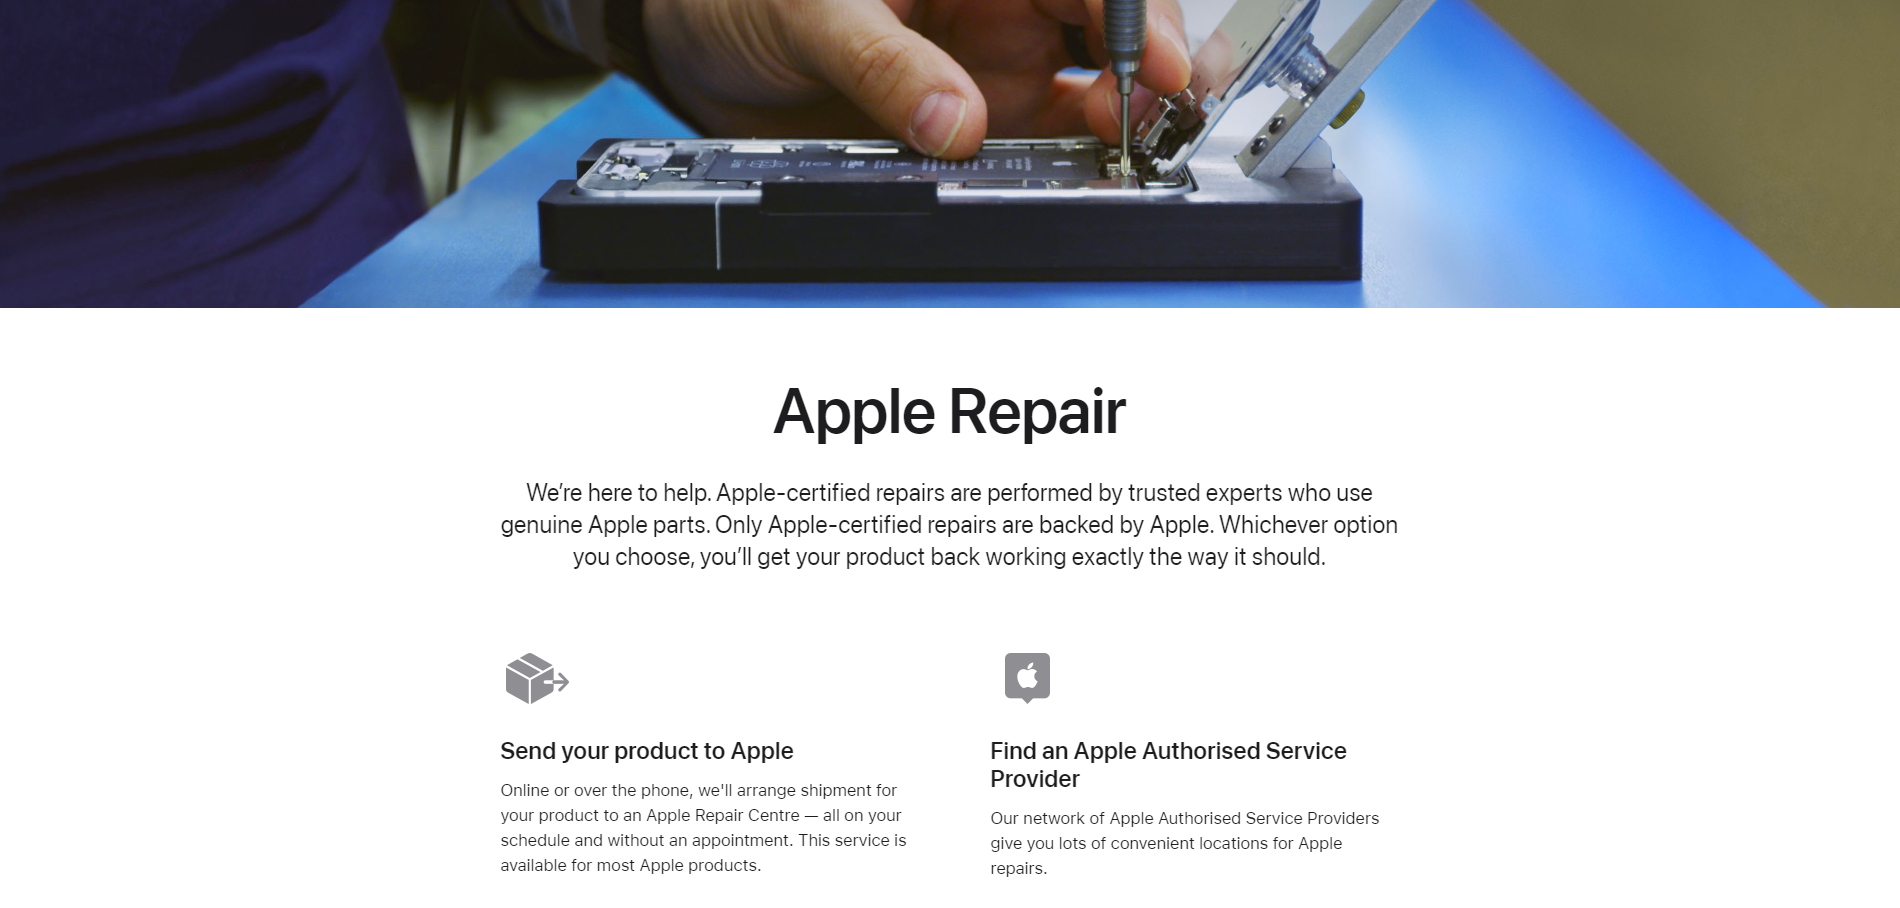 Apple Repair
We’re here to help. Apple-certified repairs are performed by trusted experts who use
genuine Apple parts. Only Apple-certified repairs are backed by Apple. Whichever option
you choose, you’ll get your product back working exactly the way it should.
Send your product to Apple
Online or over the phone, we'll arrange shipment for
your product to an Apple Repair Centre — all on your
schedule and without an appointment. This service is
available for most Apple products.
Find an Apple Authorised Service
Provider
Our network of Apple Authorised Service Providers
give you lots of convenient locations for Apple
repairs.